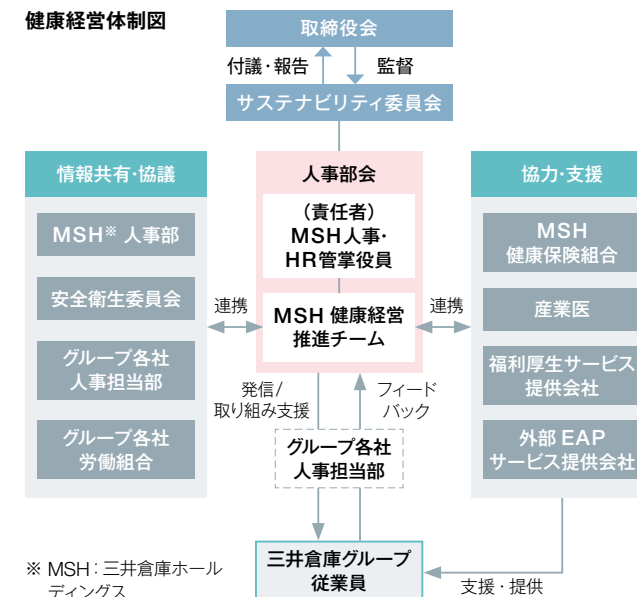 健康経営体制図
取締役会
付議・報告
監督
サステナビリティ委員会
情報共有・協議
MSH※ 人事部
安全衛生委員会
グループ各社
人事担当部
グループ各社
労働組合
連携
人事部会
(責任者)
MSH人事・
HR管掌役員
MSH 健康経営
推進チーム
連携
協力・支援
MSH
健康保険組合
産業医
福利厚生サービス
提供会社
外部 EAP
サービス提供会社
発信/
取り組み支援
フィード
バック
グループ各社
人事担当部
三井倉庫グループ
従業員
支援・提供
※ MSH：三井倉庫ホール
ディングス